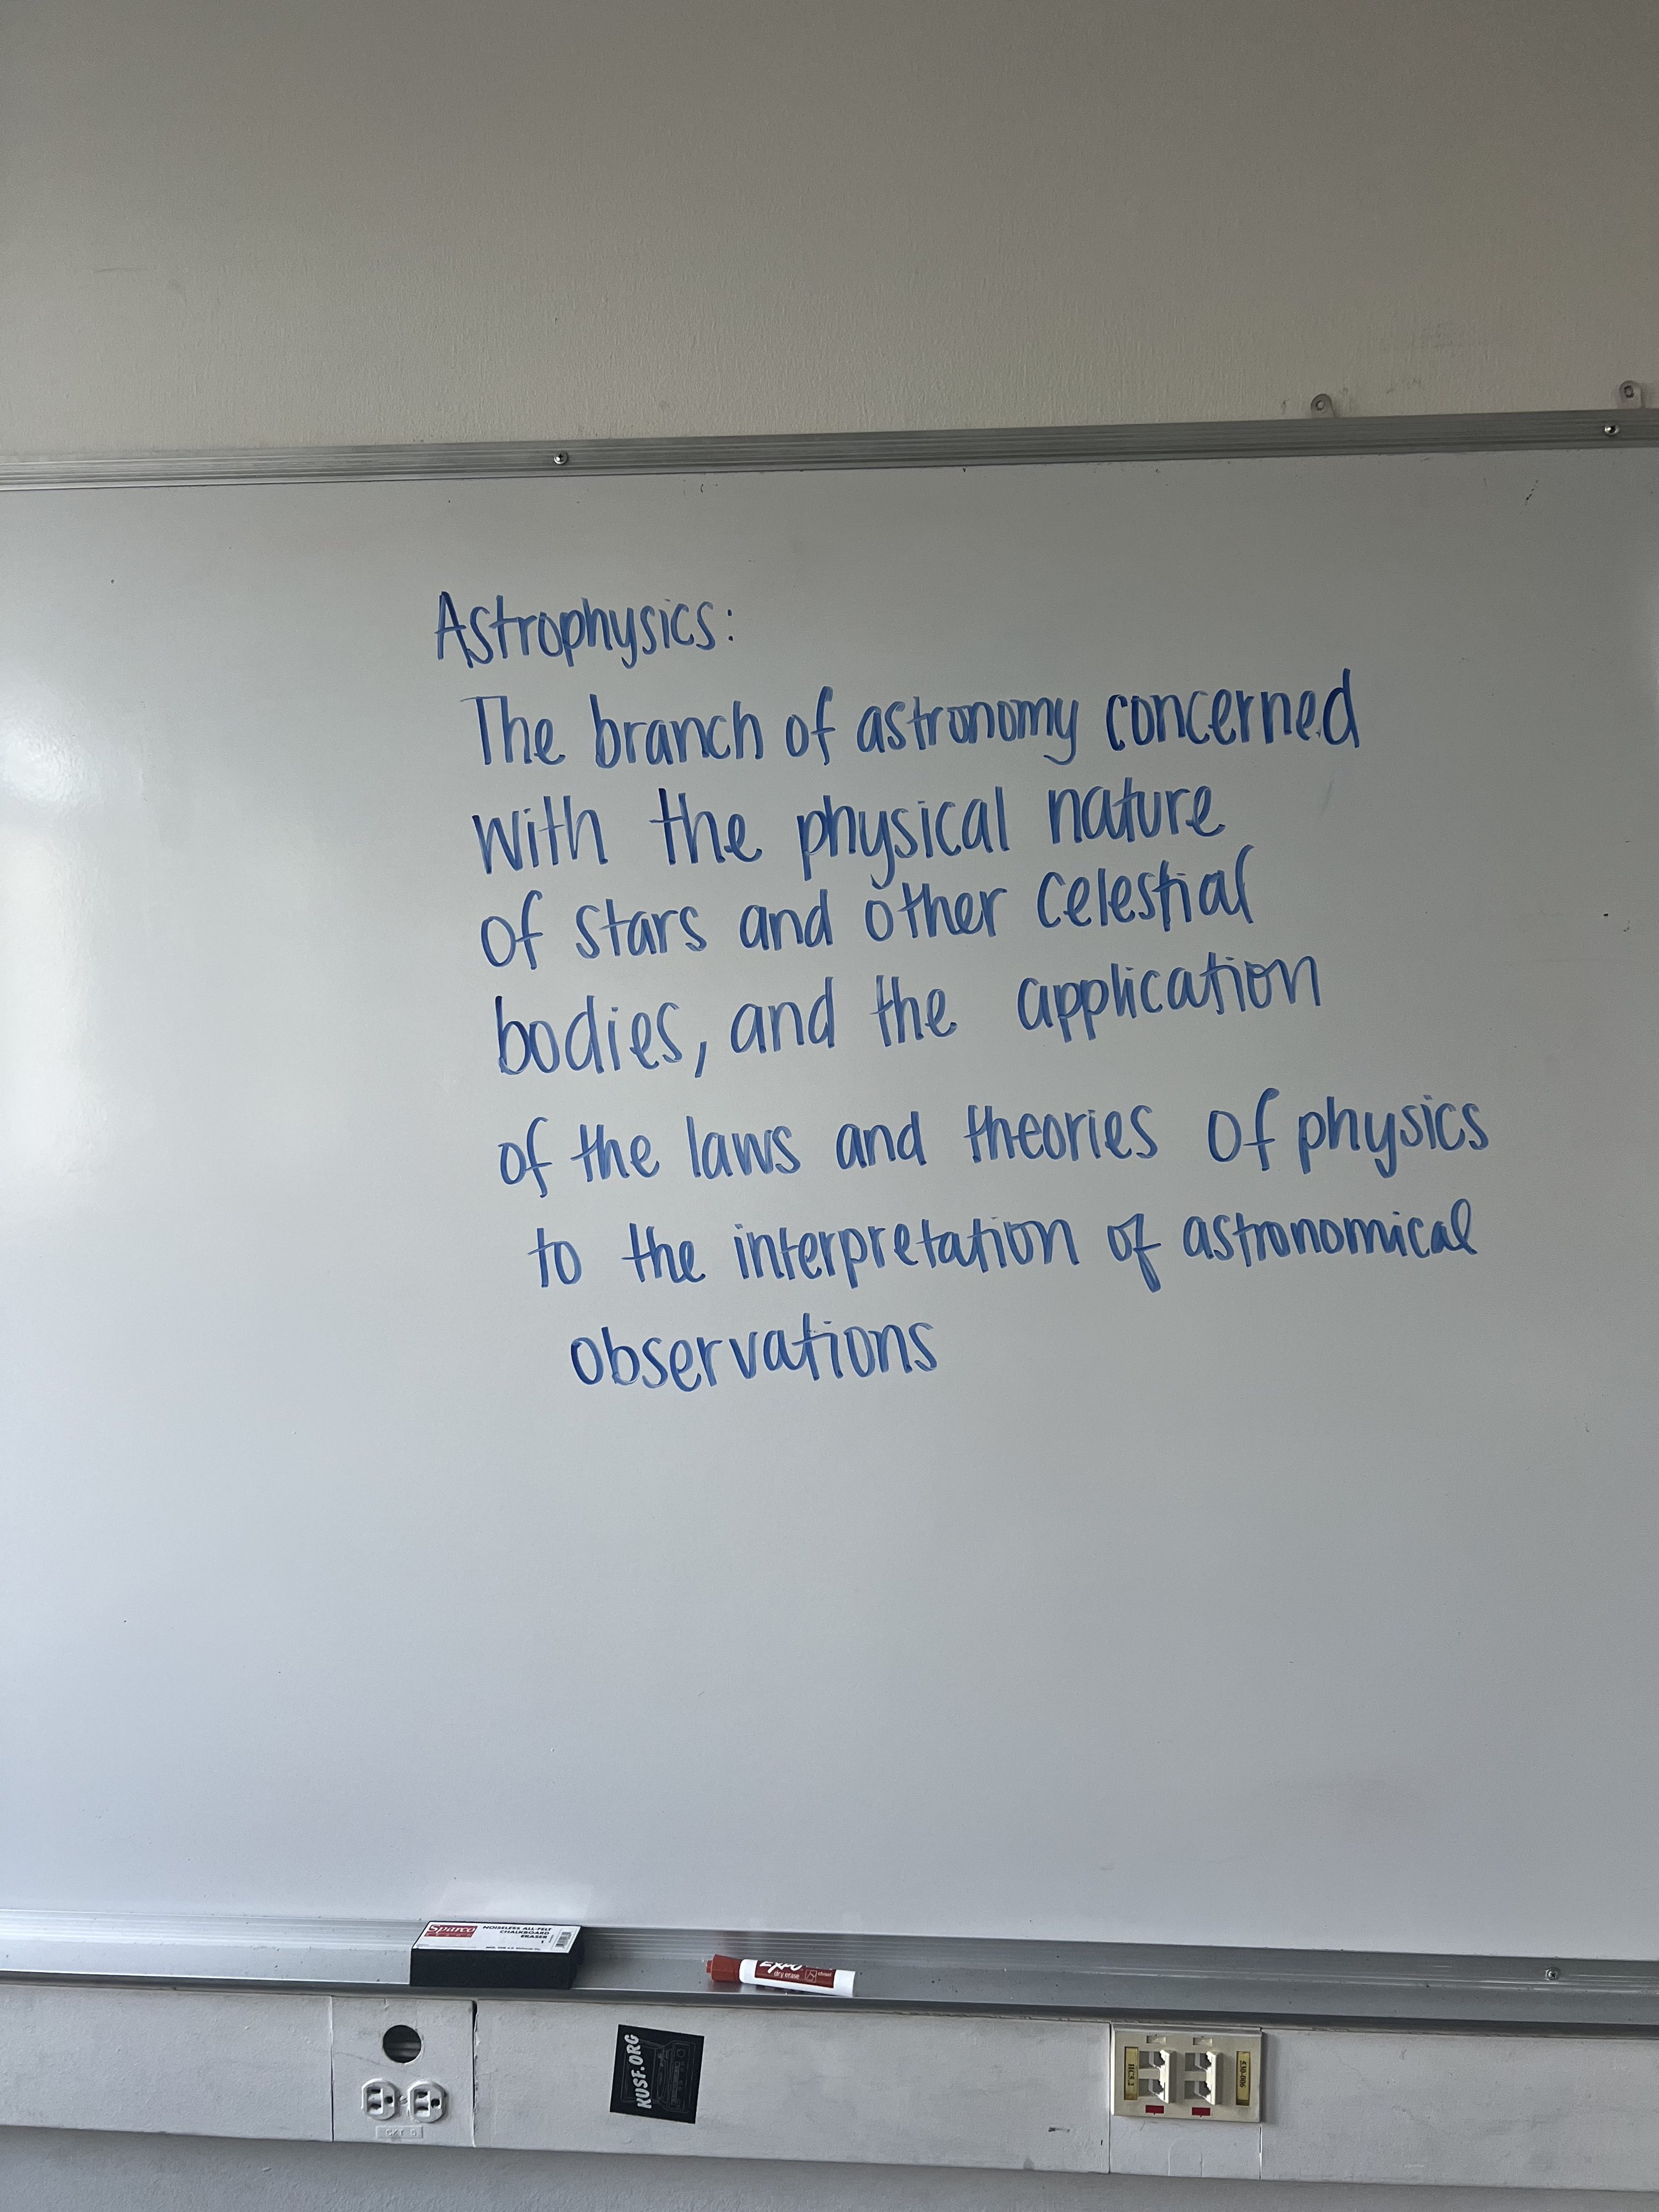 Astrophysics:
The branch of astronomy concerned
with the physical nature
of stars and other celestial
bodies, and the application
of the laws and theories of physics
to the interpretation of astronomical
observations
Sparco
NOISELESS ALL-FELT
CHALKBOARD
ERASER
EXPO
dry erase
KUSF.ORG